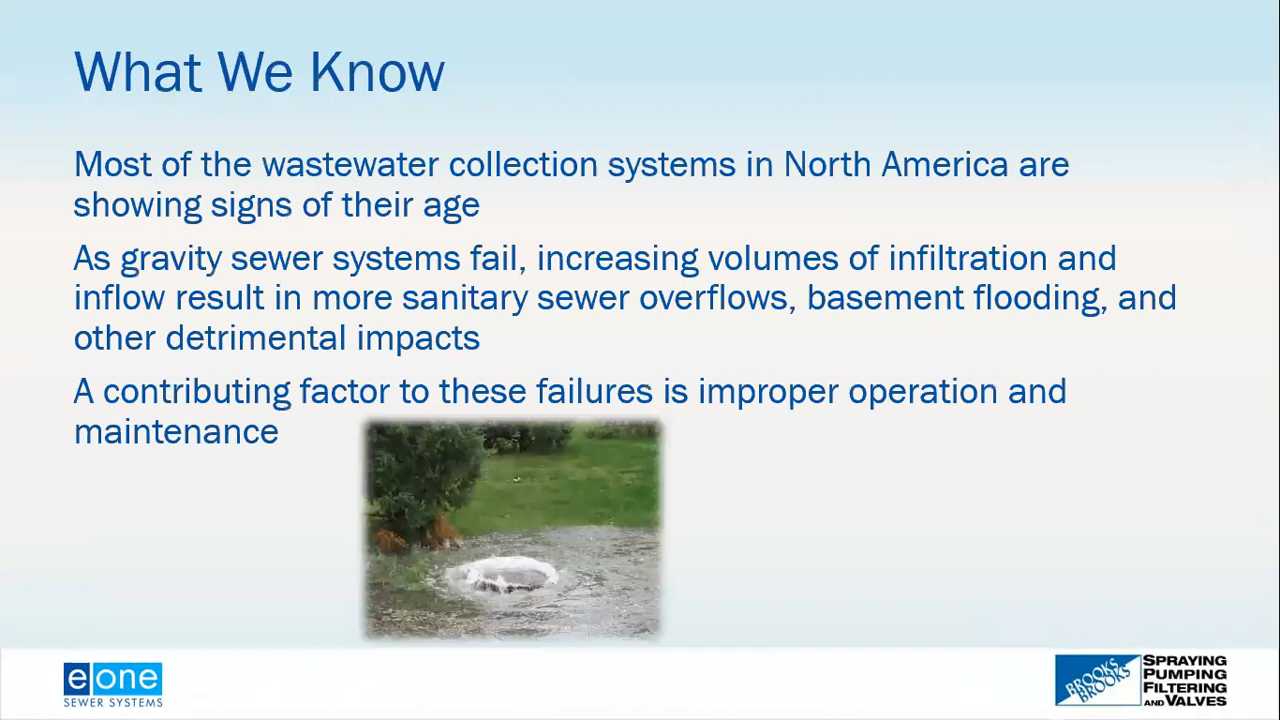 What We Know
Most of the wastewater collection systems in North America are
showing signs of their age
As gravity sewer systems fail, increasing volumes of infiltration and
inflow result in more sanitary sewer overflows, basement flooding, and
other detrimental impacts
A contributing factor to these failures is improper operation and
maintenance
eone
SEWER SYSTEMS
BROOKS
BROOKS
SPRAYING
PUMPING
FILTERING
AND VALVES